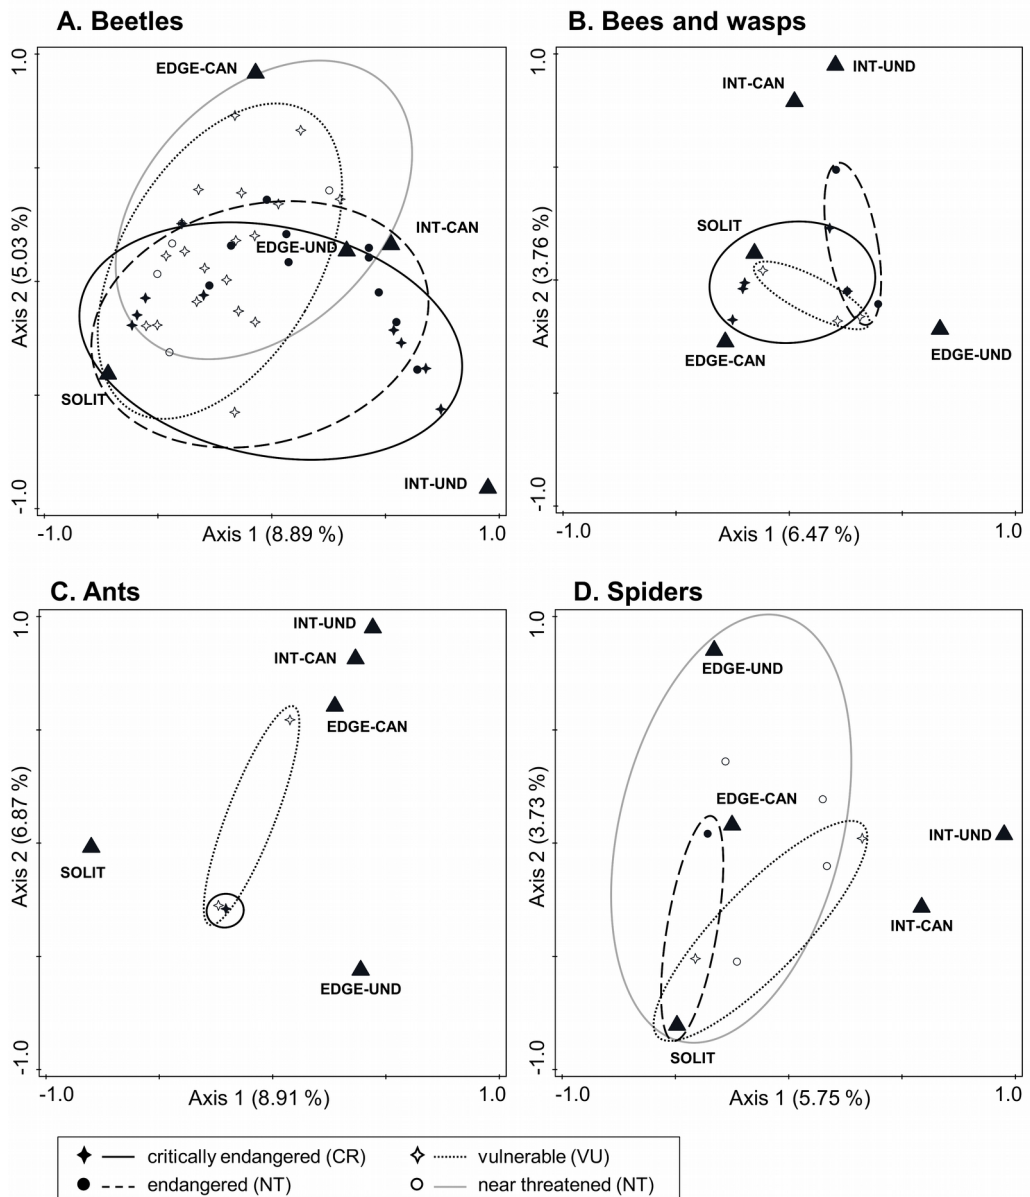 A. Beetles
1.0
EDGE-CAN
INT-CAN
EDGE-UND
Axis 2 (5.03 %)
SOLIT
INT-UND
-1.0
-1.0
Axis 1 (8.89 %)
1.0
B. Bees and wasps
1.0
INT-UND
INT-CAN
SOLIT
Axis 2 (3.76 %)
EDGE-CAN
EDGE-UND
-1.0
-1.0
Axis 1 (6.47 %)
1.0
C. Ants
1.0
INT-UND
INT-CAN
EDGE-CAN
Axis 2 (6.87 %)
SOLIT
EDGE-UND
-1.0
-1.0
Axis 1 (8.91 %)
1.0
D. Spiders
1.0
EDGE-UND
EDGE-CAN
INT-UND
Axis 2 (3.73 %)
INT-CAN
SOLIT
-1.0
-1.0
Axis 1 (5.75 %)
1.0
critically endangered (CR)
vulnerable (VU)
endangered (NT)
near threatened (NT)